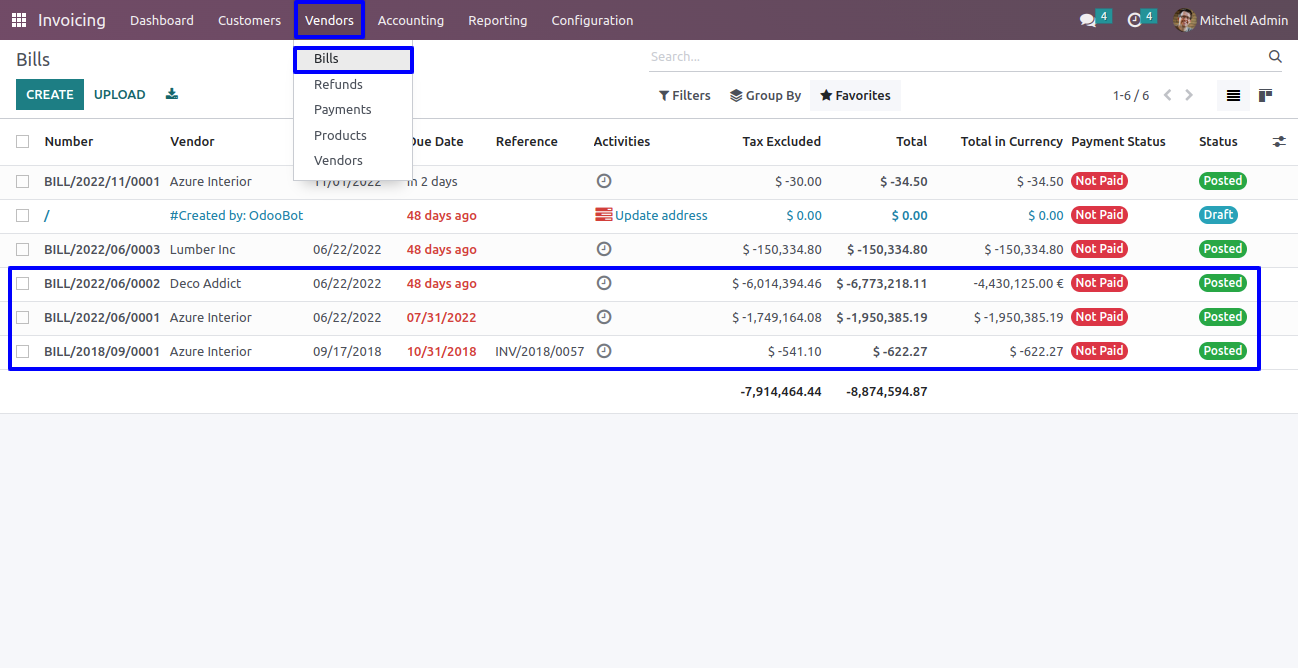 Invoicing Dashboard Customers Vendors Accounting Reporting Configuration 4 4 Mitchell Admin
Bills Search...
Bills
Refunds
Payments
Products
Vendors
CREATE UPLOAD Filters Group By Favorites 1-6 / 6
Number Vendor Due Date Reference Activities Tax Excluded Total Total in Currency Payment Status Status
BILL/2022/11/0001 Azure Interior 11/01/2022 In 2 days $ -30.00 $ -34.50 $ -34.50 Not Paid Posted
/ #Created by: OdooBot 48 days ago Update address $ 0.00 $ 0.00 $ 0.00 Not Paid Draft
BILL/2022/06/0003 Lumber Inc 06/22/2022 48 days ago $ -150,334.80 $ -150,334.80 $ -150,334.80 Not Paid Posted
BILL/2022/06/0002 Deco Addict 06/22/2022 48 days ago $ -6,014,394.46 $ -6,773,218.11 -4,430,125.00 € Not Paid Posted
BILL/2022/06/0001 Azure Interior 06/22/2022 07/31/2022 $ -1,749,164.08 $ -1,950,385.19 $ -1,950,385.19 Not Paid Posted
BILL/2018/09/0001 Azure Interior 09/17/2018 10/31/2018 INV/2018/0057 $ -541.10 $ -622.27 $ -622.27 Not Paid Posted
-7,914,464.44 -8,874,594.87